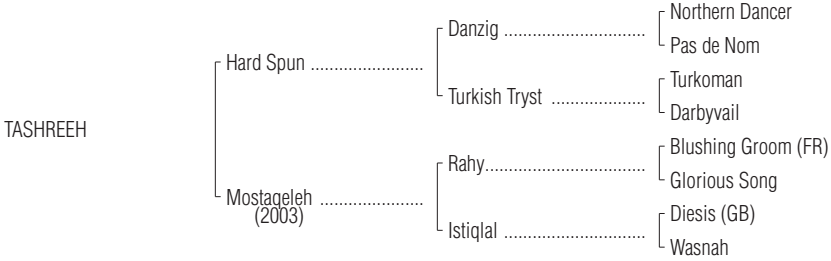 Northern Dancer
Danzig ..............................
Pas de Nom
Hard Spun ........................
Turkoman
Turkish Tryst ....................
Darbyvail
TASHREEH
Blushing Groom (FR)
Rahy..................................
Glorious Song
Mostaqeleh ......................
(2003)
Diesis (GB)
Istiqlal ..............................
Wasnah